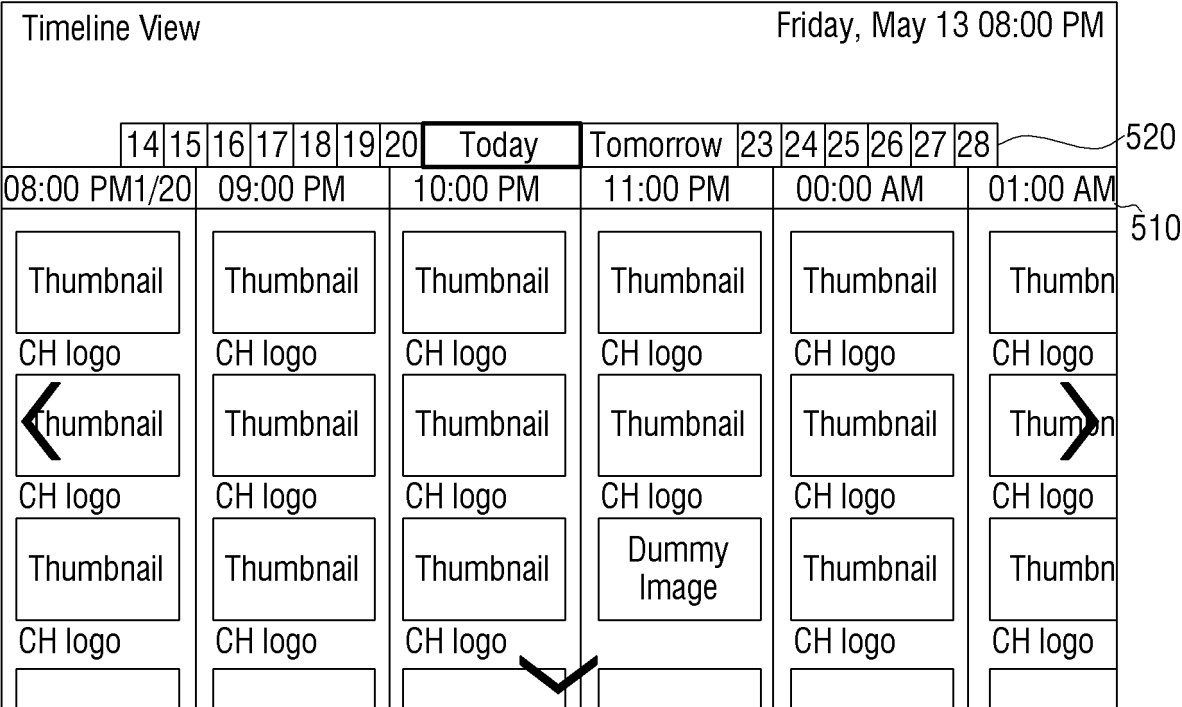 Timeline View Friday, May 13 08:00 PM
14 15 16 17 18 19 20 Today Tomorrow 23 24 25 26 27 28 520
08:00 PM1/20 09:00 PM 10:00 PM 11:00 PM 00:00 AM 01:00 AM
510
Thumbnail Thumbnail Thumbnail Thumbnail Thumbnail Thumbn
CH logo CH logo CH logo CH logo CH logo CH logo
Thumbnail Thumbnail Thumbnail Thumbnail Thumbnail Thumbn
CH logo CH logo CH logo CH logo CH logo CH logo
Thumbnail Thumbnail Thumbnail Dummy Image Thumbnail Thumbn
CH logo CH logo CH logo CH logo CH logo